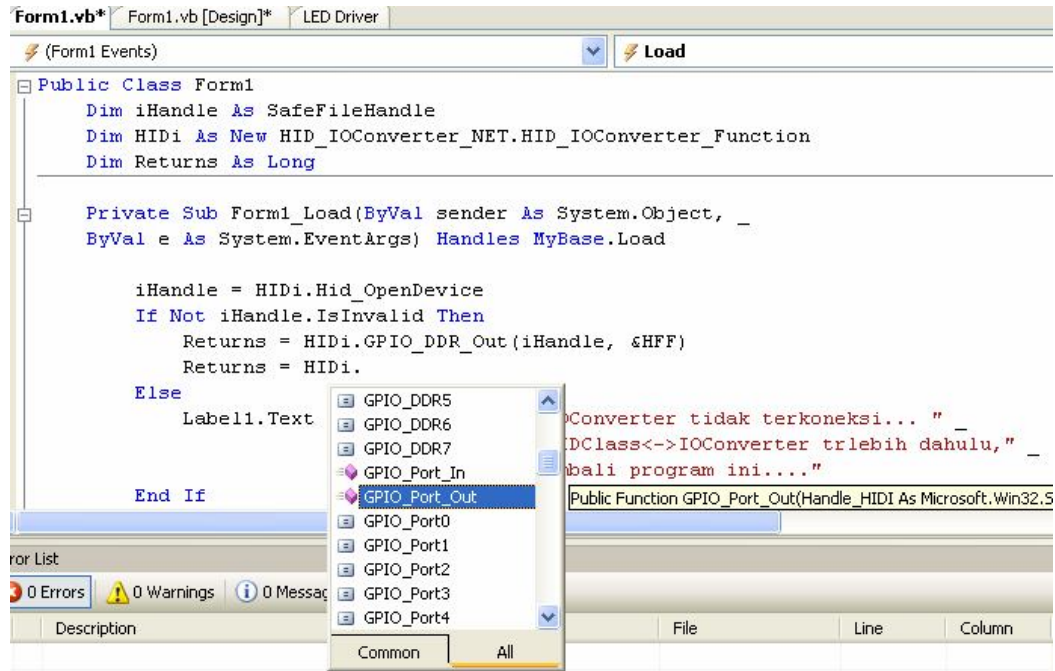 Form1.vb* Form1.vb [Design]* LED Driver
(Form1 Events) Load
Public Class Form1
Dim iHandle As SafeFileHandle
Dim HIDi As New HID_IOConverter_NET.HID_IOConverter_Function
Dim Returns As Long
Private Sub Form1_Load(ByVal sender As System.Object, _
ByVal e As System.EventArgs) Handles MyBase.Load
iHandle = HIDi.Hid_OpenDevice
If Not iHandle.IsInvalid Then
Returns = HIDi.GPIO_DDR_Out(iHandle, &HFF)
Returns = HIDi.
Else
Label1.Text
OConverter tidak terkoneksi... " _
IDClass<->IOConverter trlebih dahulu," _
bali program ini...."
End If
GPIO_DDR5
GPIO_DDR6
GPIO_DDR7
GPIO_Port_In
GPIO_Port_Out
GPIO_Port0
GPIO_Port1
GPIO_Port2
GPIO_Port3
GPIO_Port4
Common All
Public Function GPIO_Port_Out(Handle_HIDI As Microsoft.Win32.S
ror List
0 Errors 0 Warnings 0 Messag
Description File Line Column